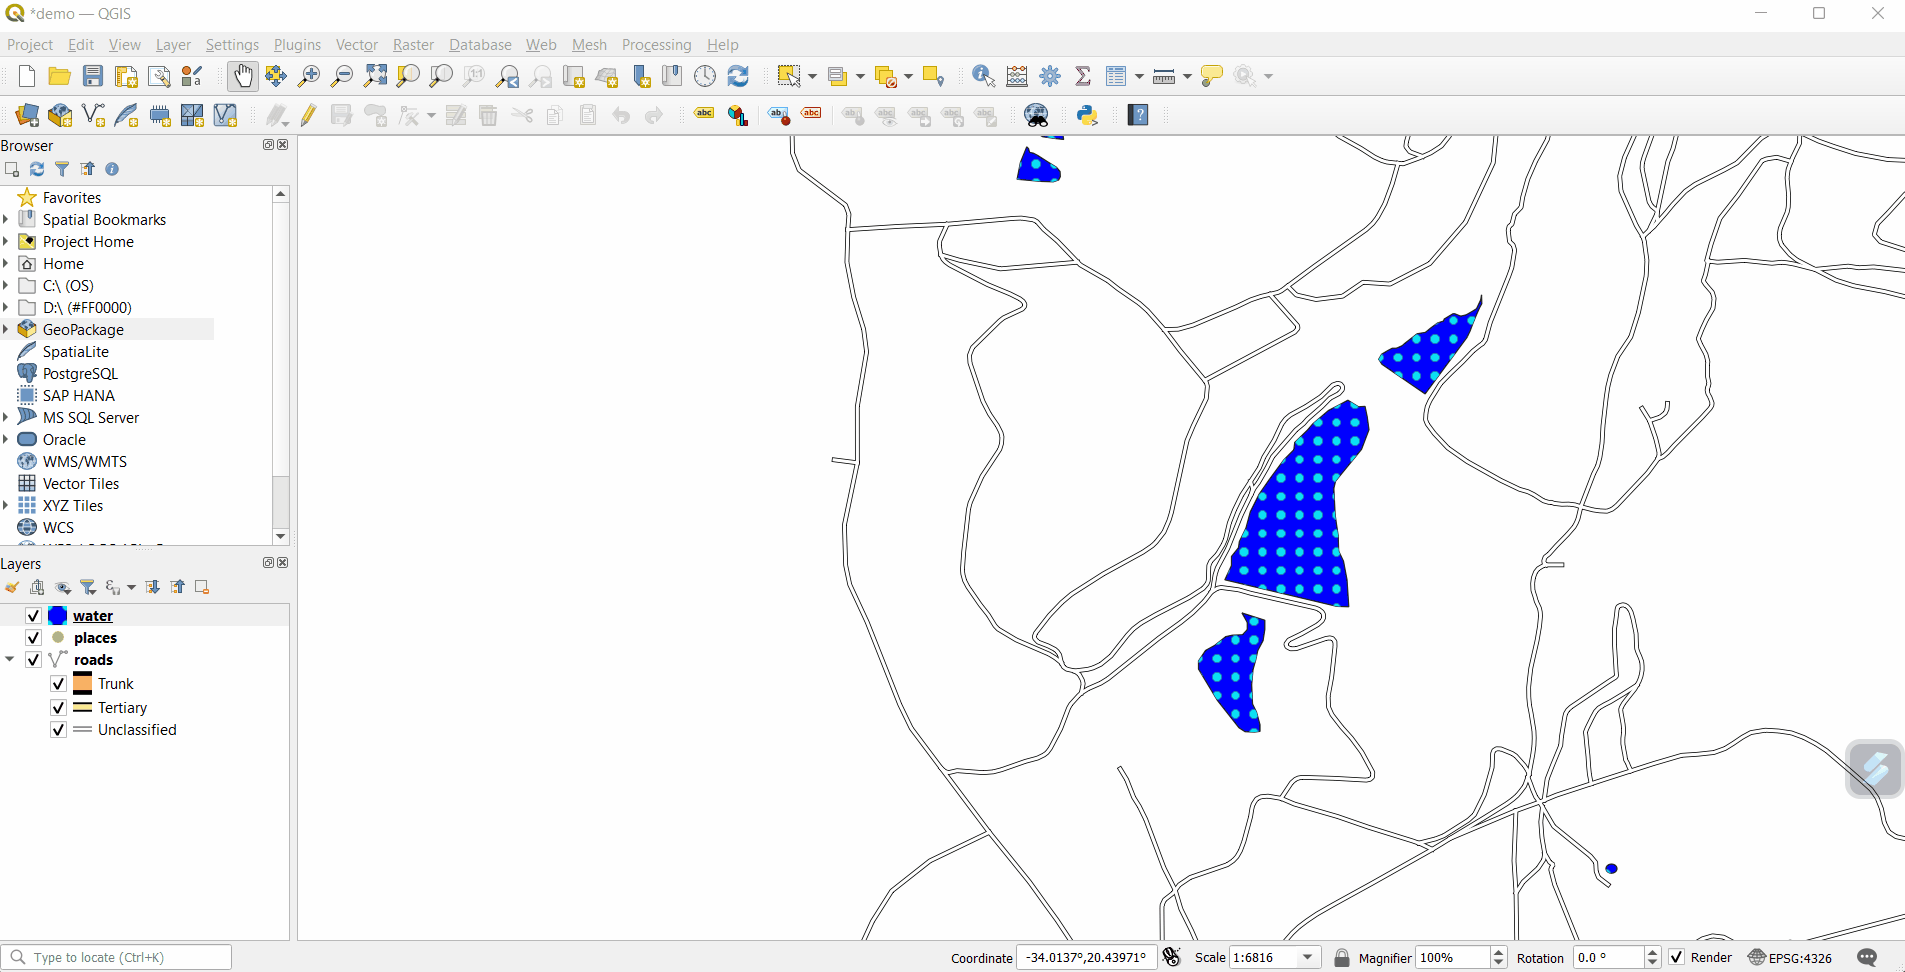 *demo — QGIS
Project Edit View Layer Settings Plugins Vector Raster Database Web Mesh Processing Help
Browser
Favorites
Spatial Bookmarks
Project Home
Home
C:\ (OS)
D:\ (#FF0000)
GeoPackage
SpatiaLite
PostgreSQL
SAP HANA
MS SQL Server
Oracle
WMS/WMTS
Vector Tiles
XYZ Tiles
WCS
Layers
water
places
roads
Trunk
Tertiary
Unclassified
Type to locate (Ctrl+K)
Coordinate -34.0137°,20.43971° Scale 1:6816 Magnifier 100% Rotation 0.0 ° Render EPSG:4326